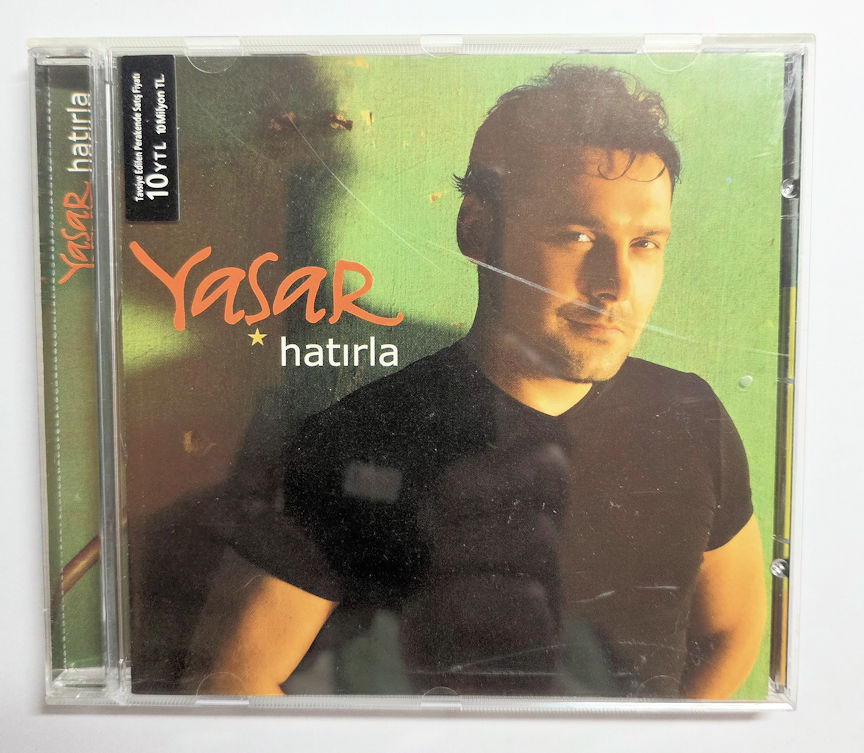 Yaşar
hatırla
Tavsiye Edilen Perakende Satış Fiyatı
10 YTL 10 Milyon TL.
Yaşar
hatırla